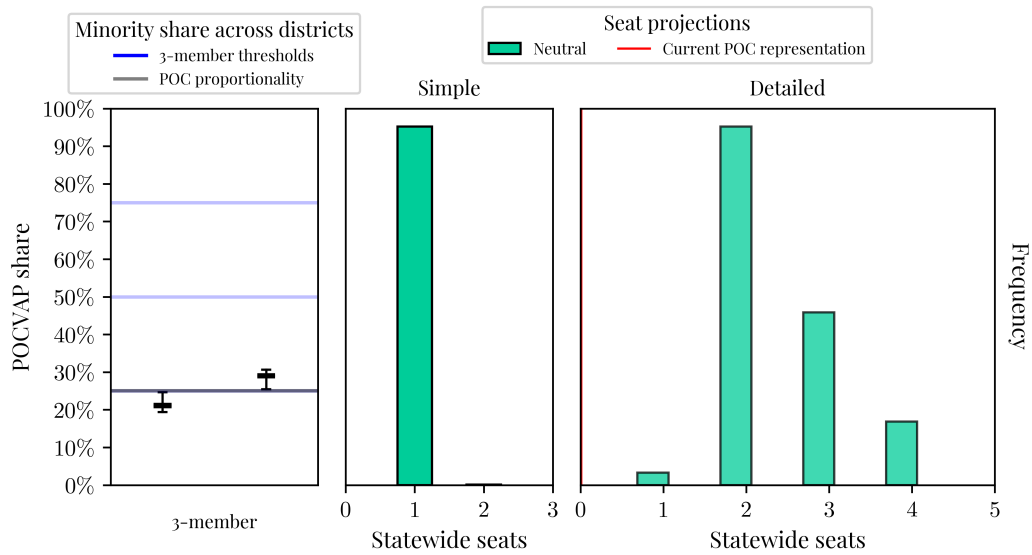 Minority share across districts
3-member thresholds
POC proportionality
Seat projections
Neutral
Current POC representation
Simple
Detailed
POCVAP share
100%
90%
80%
70%
60%
50%
40%
30%
20%
10%
0%
3-member
0
1
2
3
Statewide seats
0
1
2
3
4
5
Statewide seats
Frequency